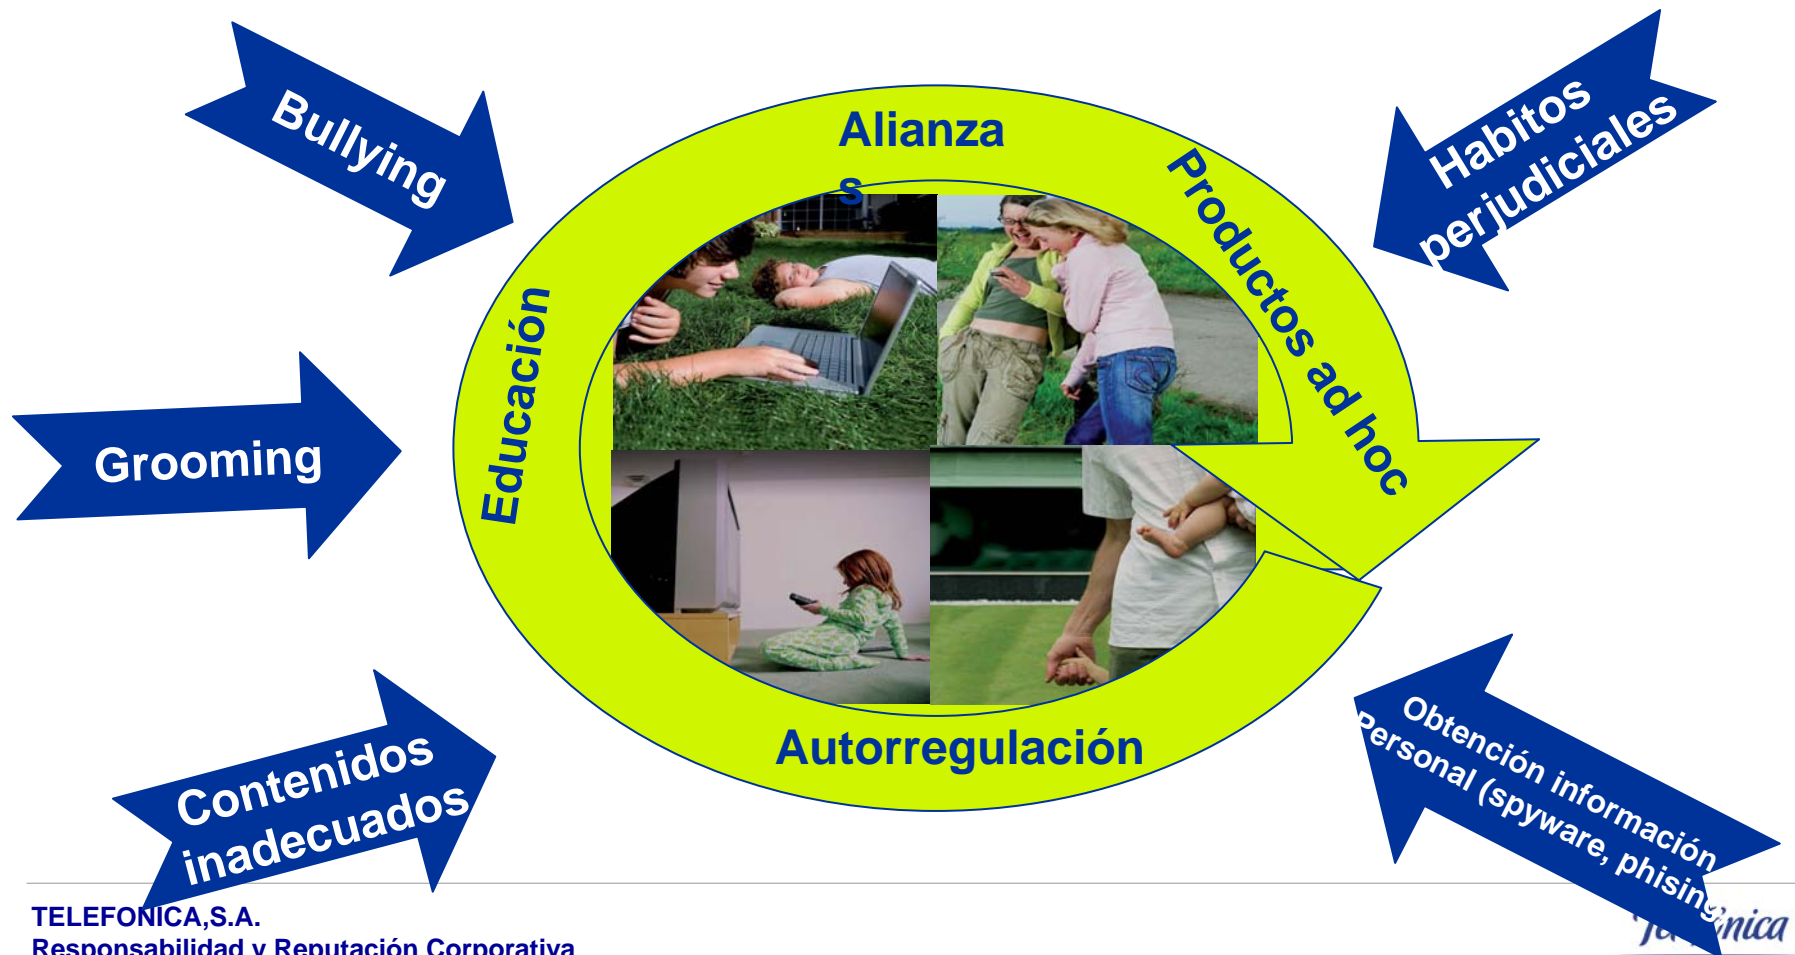 Bullying
Alianza
s
Habitos
perjudiciales
Productos ad hoc
Educación
Grooming
Contenidos
inadecuados
Autorregulación
Obtención información
Personal (spyware, phising,
TELEFONICA,S.A.
Responsabilidad y Reputación Corporativa